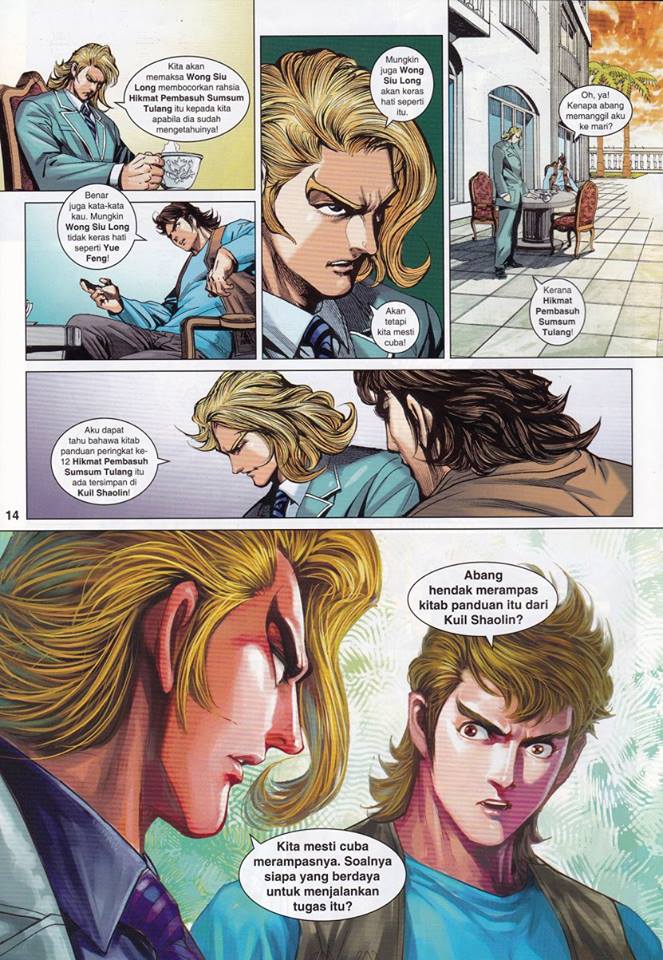 Kita akan
memaksa Wong Siu
Long membocorkan rahsia
Hikmat Pembasuh Sumsum
Tulang itu kepada kita
apabila dia sudah
mengetahuinya!
Benar
juga kata-kata
kau. Mungkin
Wong Siu Long
tidak keras hati
seperti Yue
Feng!
Mungkin
juga Wong
Siu Long
akan keras
hati seperti
itu.
Akan
tetapi
kita mesti
cuba!
Oh, ya!
Kenapa abang
memanggil aku
ke mari?
Kerana
Hikmat
Pembasuh
Sumsum
Tulang!
Aku dapat
tahu bahawa kitab
panduan peringkat ke-
12 Hikmat Pembasuh
Sumsum Tulang itu
ada tersimpan di
Kuil Shaolin!
14
Abang
hendak merampas
kitab panduan itu dari
Kuil Shaolin?
Kita mesti cuba
merampasnya. Soalnya
siapa yang berdaya
untuk menjalankan
tugas itu?